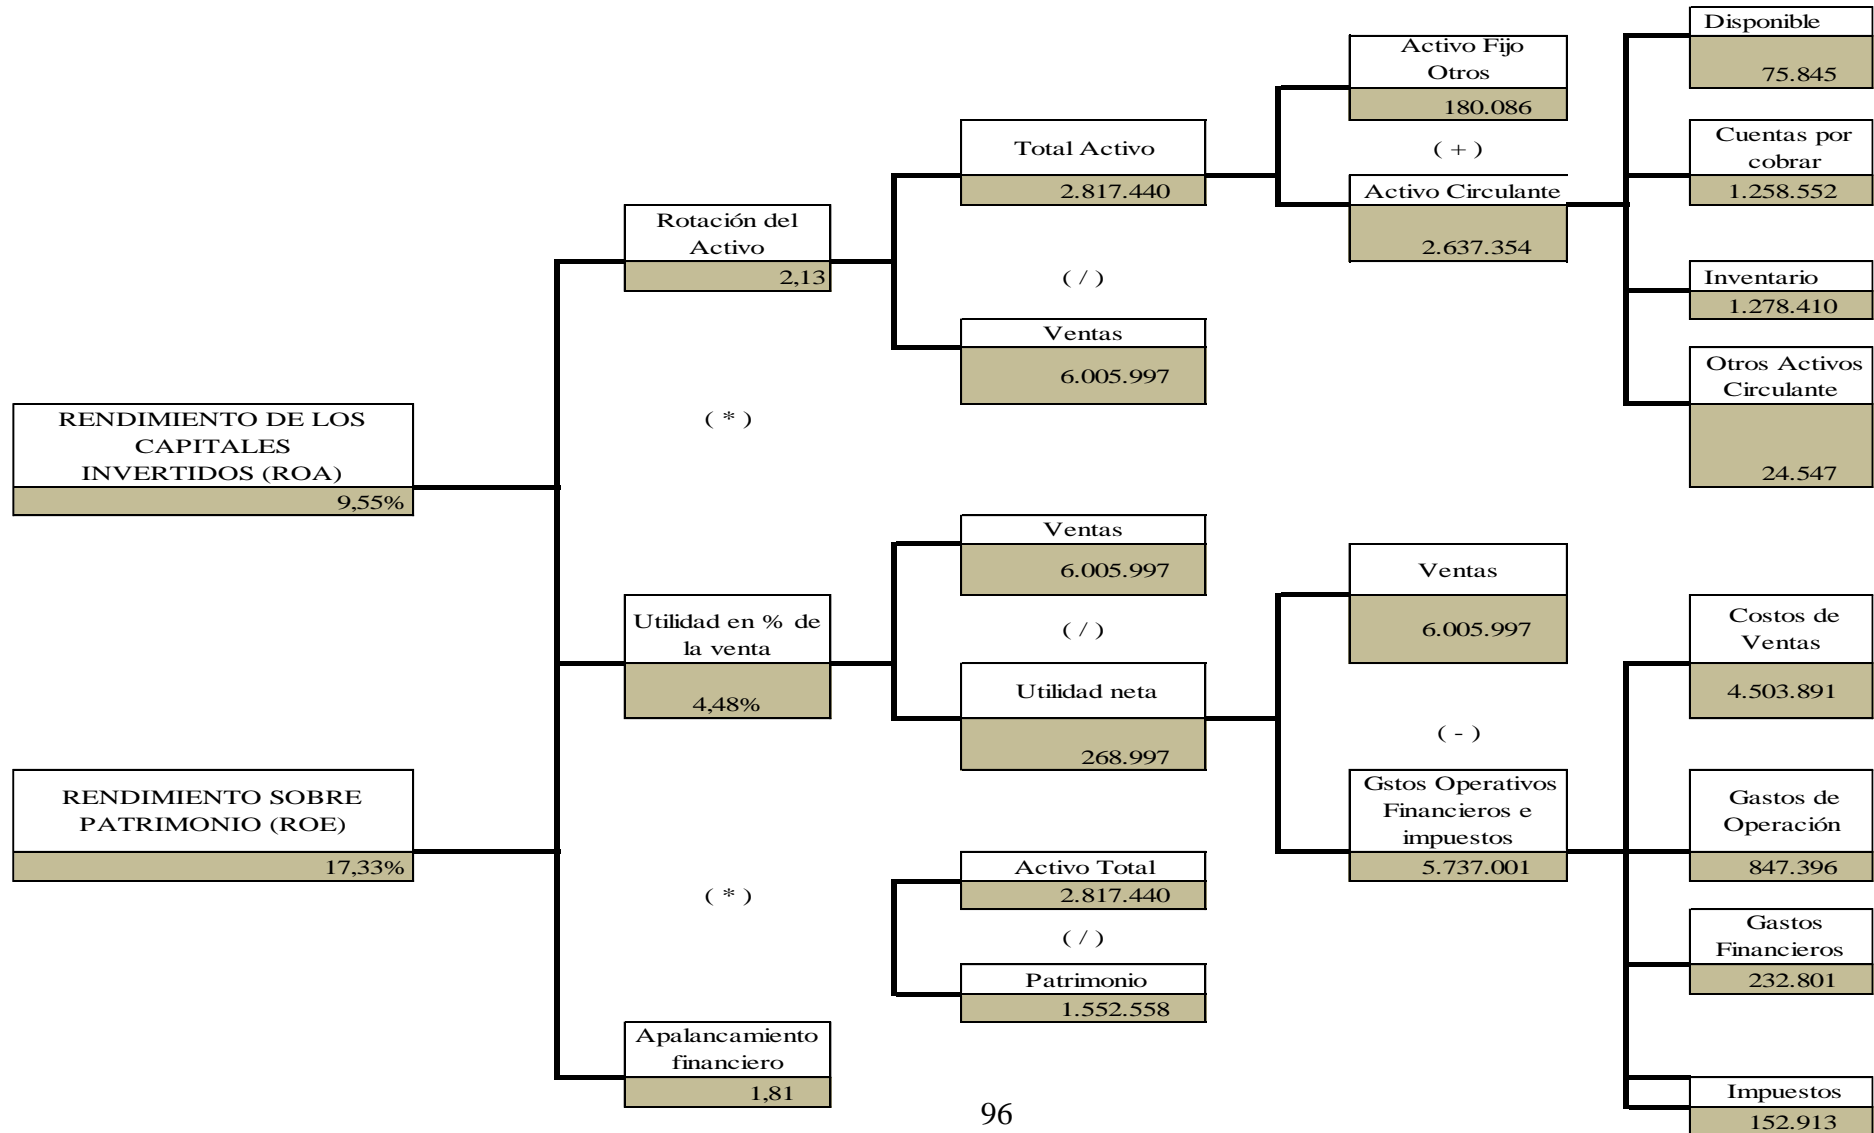 Disponible
75.845
Activo Fijo
Otros
180.086
( + )
Cuentas por
cobrar
1.258.552
Total Activo
2.817.440
Activo Circulante
2.637.354
Rotación del
Activo
2,13
( / )
Inventario
1.278.410
Ventas
6.005.997
Otros Activos
Circulante
24.547
RENDIMIENTO DE LOS
CAPITALES
INVERTIDOS (ROA)
9,55%
( * )
Ventas
6.005.997
( / )
Ventas
6.005.997
Utilidad en % de
la venta
4,48%
Utilidad neta
268.997
( - )
Costos de
Ventas
4.503.891
RENDIMIENTO SOBRE
PATRIMONIO (ROE)
17,33%
Gstos Operativos
Financieros e
impuestos
5.737.001
Gastos de
Operación
847.396
( * )
Activo Total
2.817.440
( / )
Patrimonio
1.552.558
Gastos
Financieros
232.801
Apalancamiento
financiero
1,81
Impuestos
152.913
96